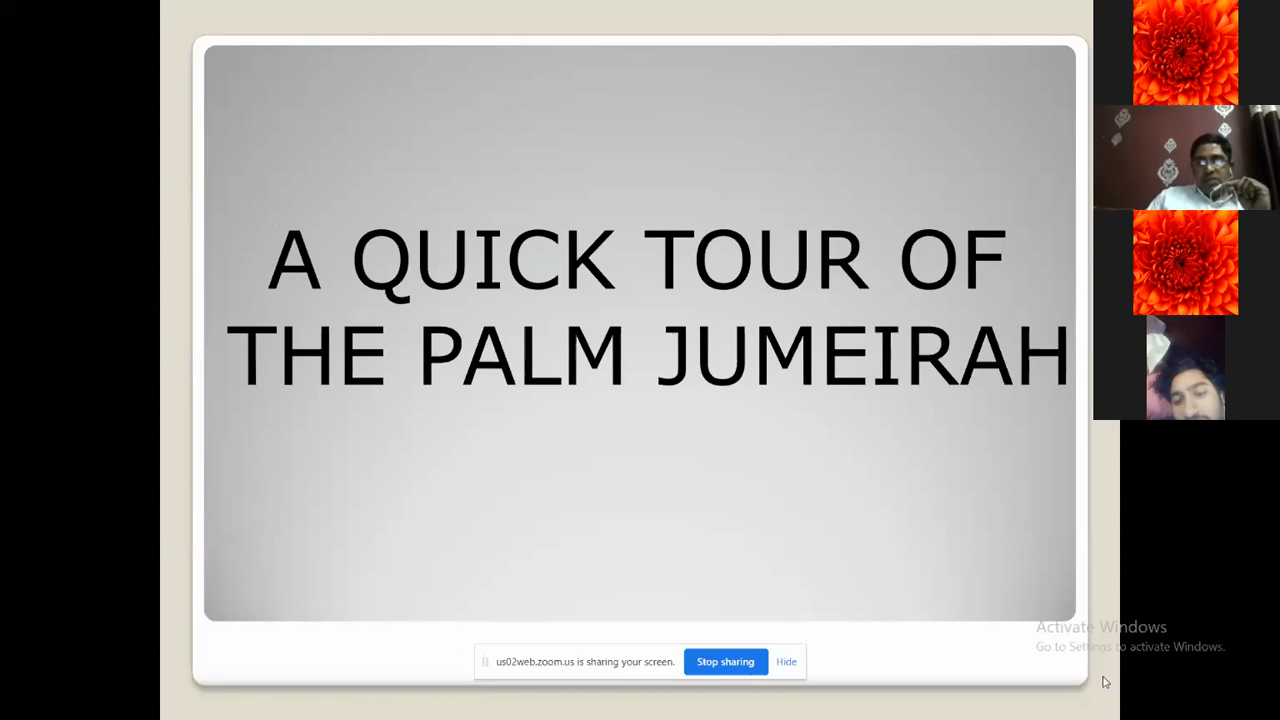 A QUICK TOUR OF
THE PALM JUMEIRAH
Activate Windows
Go to Settings to activate Windows.
us02web.zoom.us is sharing your screen. Stop sharing Hide